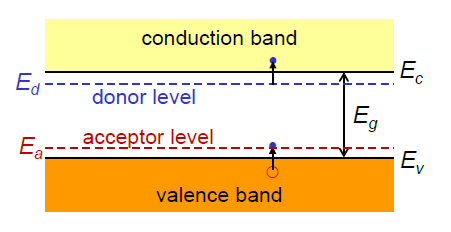 conduction band
E_c
E_d
donor level
E_g
acceptor level
E_a
E_v
valence band